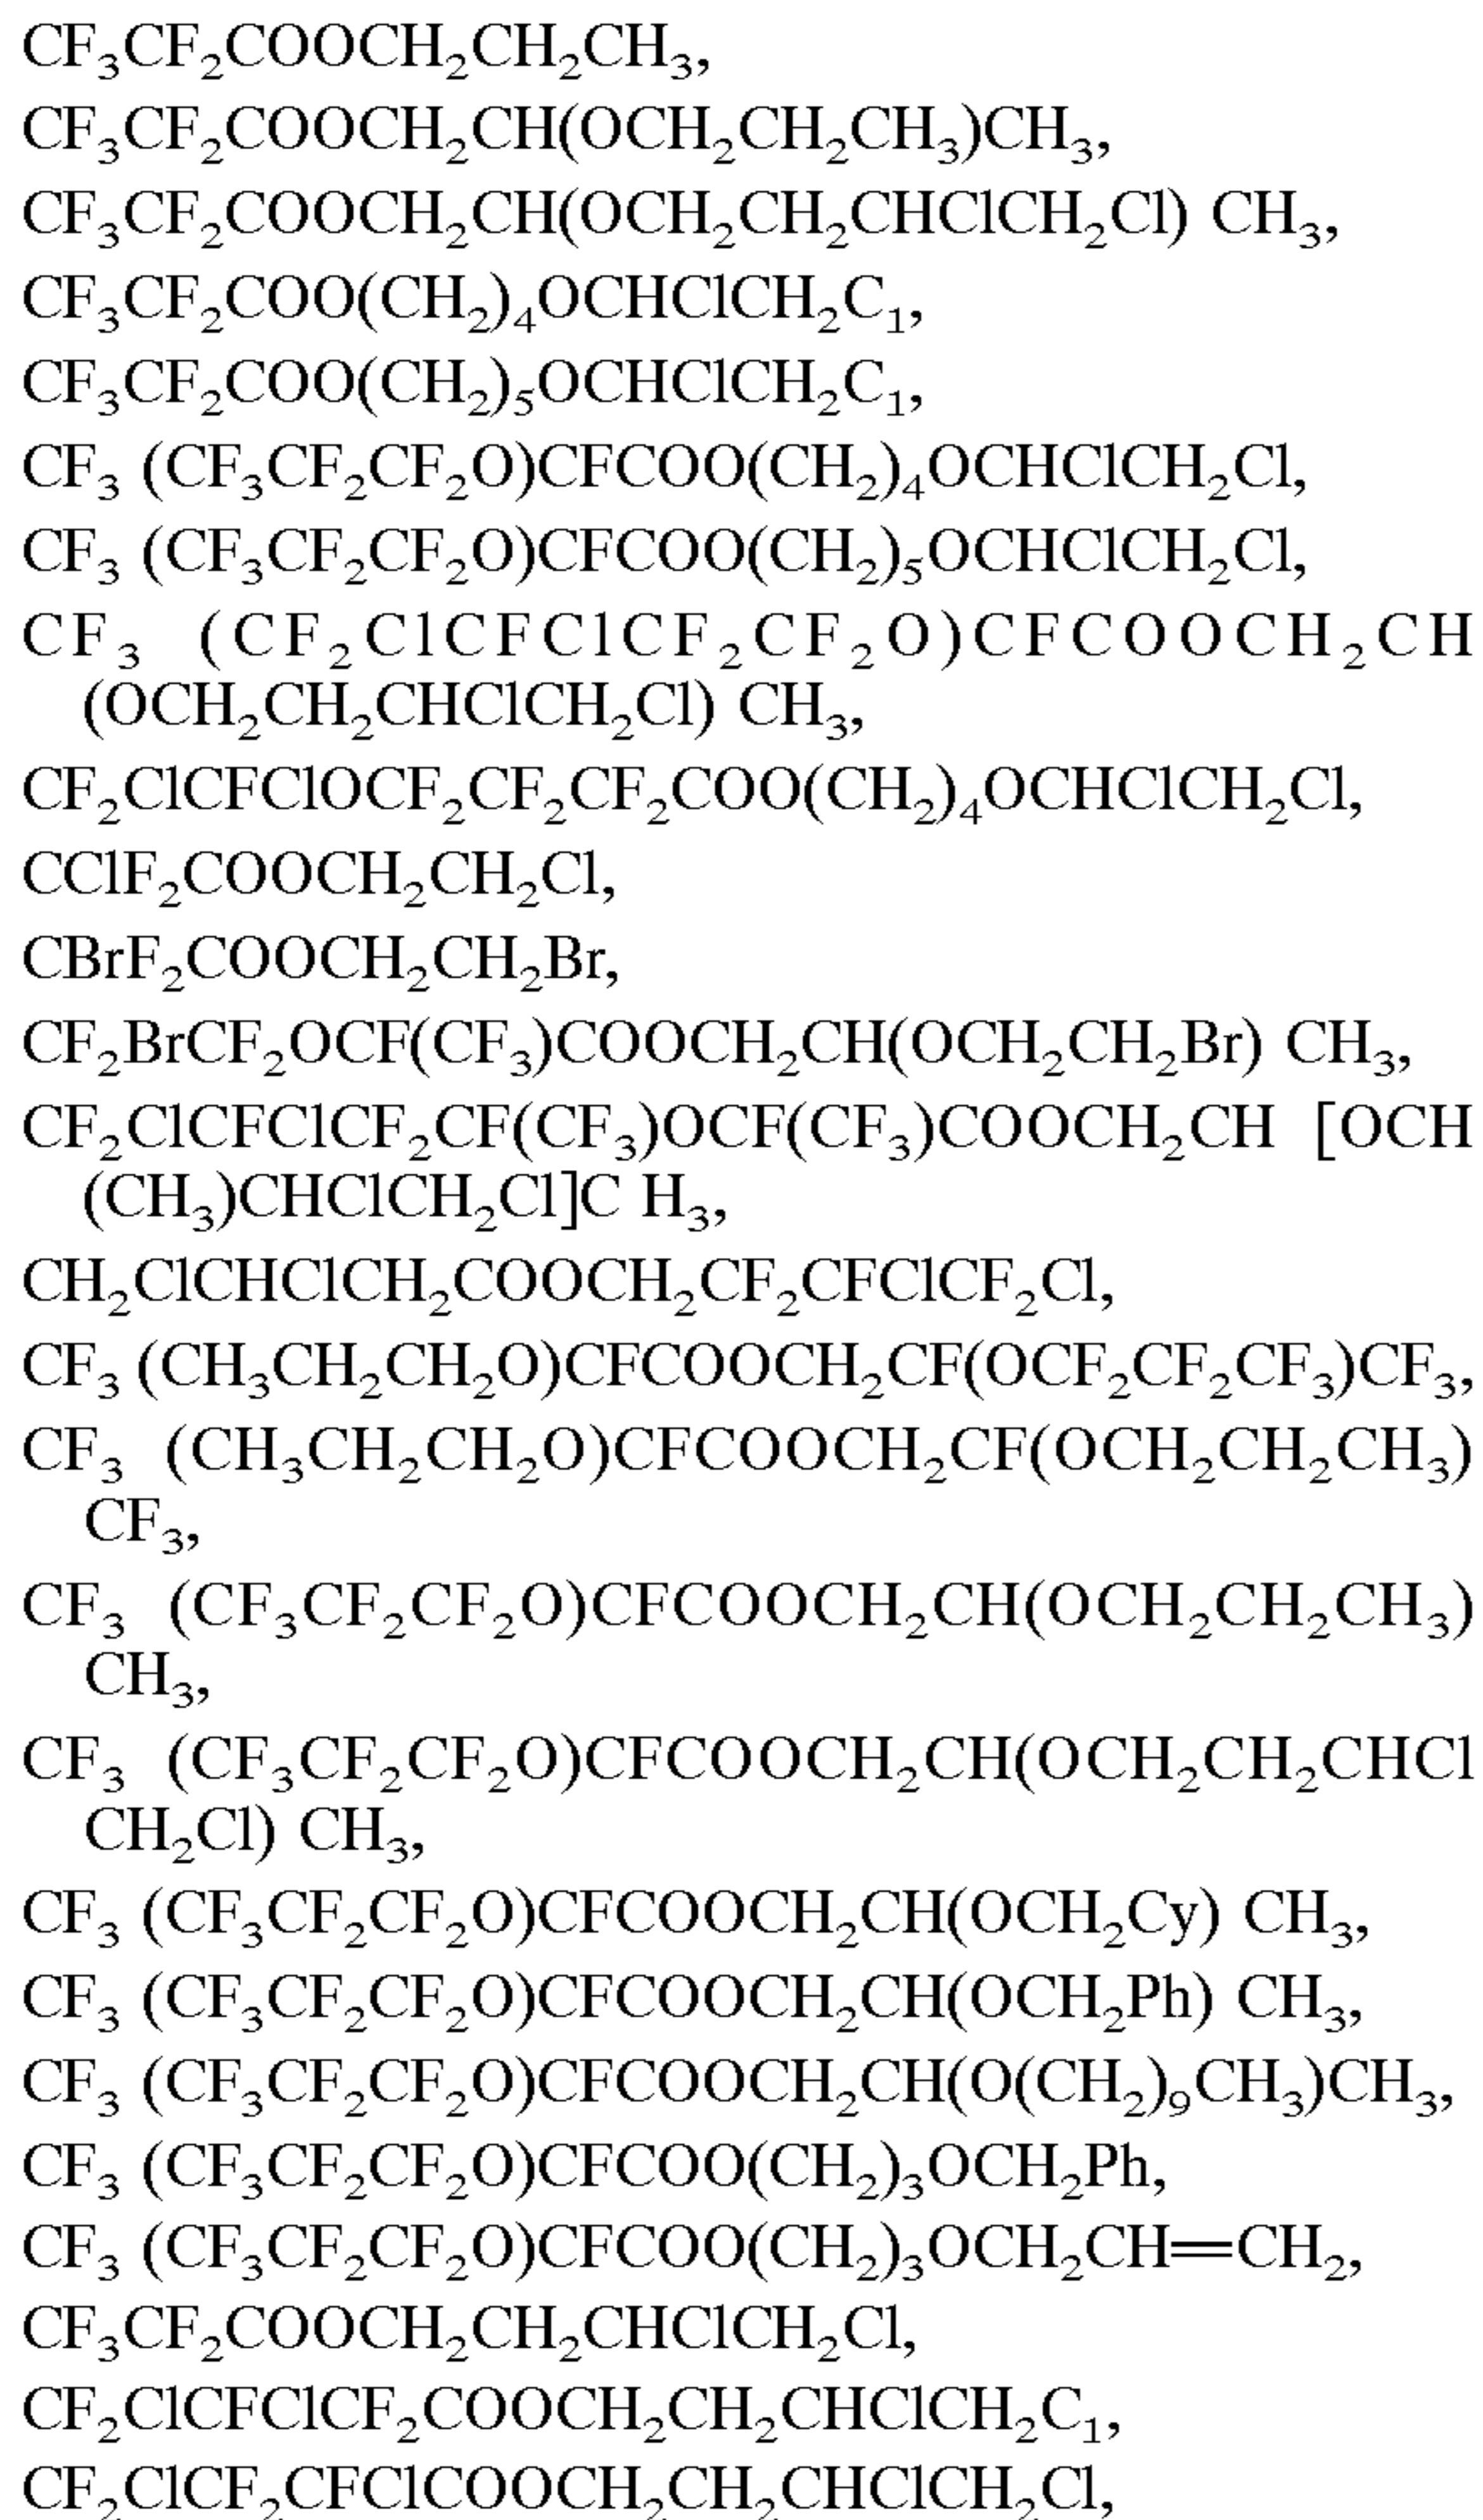 CF₃CF₂COOCH₂CH₂CH₃,
CF₃CF₂COOCH₂CH(OCH₂CH₂CH₃)CH₃,
CF₃CF₂COOCH₂CH(OCH₂CH₂CHClCH₂Cl) CH₃,
CF₃CF₂COO(CH₂)₄OCHClCH₂C₁,
CF₃CF₂COO(CH₂)₅OCHClCH₂C₁,
CF₃ (CF₃CF₂CF₂O)CFCOO(CH₂)₄OCHClCH₂Cl,
CF₃ (CF₃CF₂CF₂O)CFCOO(CH₂)₅OCHClCH₂Cl,
CF₃ (CF₂ClCFClCF₂CF₂O)CFCOOCH₂CH
(OCH₂CH₂CHClCH₂Cl) CH₃,
CF₂ClCFClOCF₂CF₂CF₂COO(CH₂)₄OCHClCH₂Cl,
CClF₂COOCH₂CH₂Cl,
CBrF₂COOCH₂CH₂Br,
CF₂BrCF₂OCF(CF₃)COOCH₂CH(OCH₂CH₂Br) CH₃,
CF₂ClCFClCF₂CF(CF₃)OCF(CF₃)COOCH₂CH [OCH
(CH₃)CHClCH₂Cl]C H₃,
CH₂ClCHClCH₂COOCH₂CF₂CFClCF₂Cl,
CF₃ (CH₃CH₂CH₂O)CFCOOCH₂CF(OCF₂CF₂CF₃)CF₃,
CF₃ (CH₃CH₂CH₂O)CFCOOCH₂CF(OCH₂CH₂CH₃)
CF₃,
CF₃ (CF₃CF₂CF₂O)CFCOOCH₂CH(OCH₂CH₂CH₃)
CH₃,
CF₃ (CF₃CF₂CF₂O)CFCOOCH₂CH(OCH₂CH₂CHCl
CH₂Cl) CH₃,
CF₃ (CF₃CF₂CF₂O)CFCOOCH₂CH(OCH₂Cy) CH₃,
CF₃ (CF₃CF₂CF₂O)CFCOOCH₂CH(OCH₂Ph) CH₃,
CF₃ (CF₃CF₂CF₂O)CFCOOCH₂CH(O(CH₂)₉CH₃)CH₃,
CF₃ (CF₃CF₂CF₂O)CFCOO(CH₂)₃OCH₂Ph,
CF₃ (CF₃CF₂CF₂O)CFCOO(CH₂)₃OCH₂CH=CH₂,
CF₃CF₂COOCH₂CH₂CHClCH₂Cl,
CF₂ClCFClCF₂COOCH₂CH₂CHClCH₂C₁,
CF₂ClCF₂CFClCOOCH₂CH₂CHClCH₂Cl,